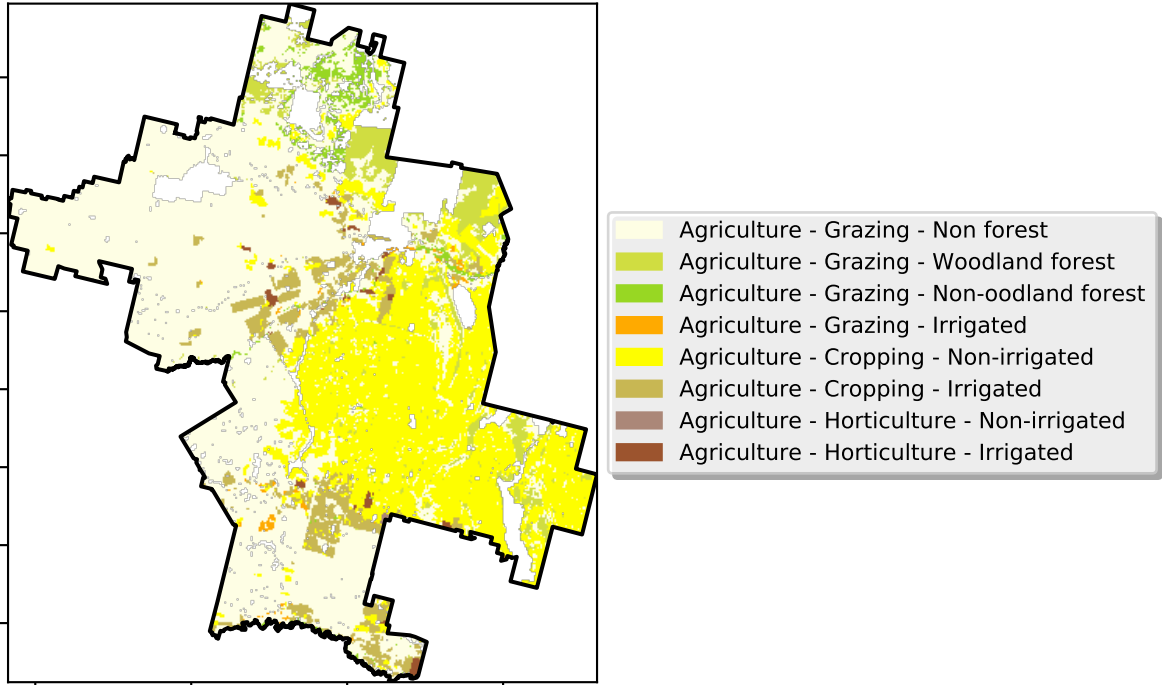 Agriculture - Grazing - Non forest
Agriculture - Grazing - Woodland forest
Agriculture - Grazing - Non-oodland forest
Agriculture - Grazing - Irrigated
Agriculture - Cropping - Non-irrigated
Agriculture - Cropping - Irrigated
Agriculture - Horticulture - Non-irrigated
Agriculture - Horticulture - Irrigated